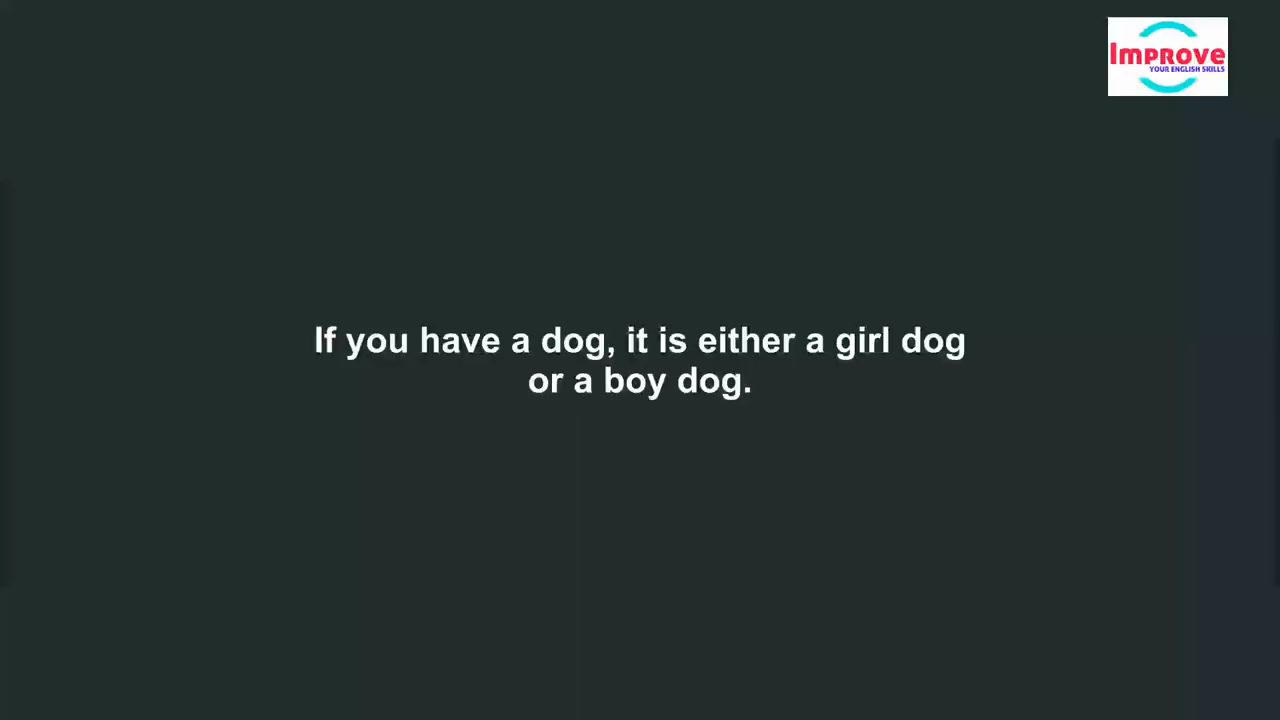 Improve
YOUR ENGLISH SKILLS
If you have a dog, it is either a girl dog
or a boy dog.